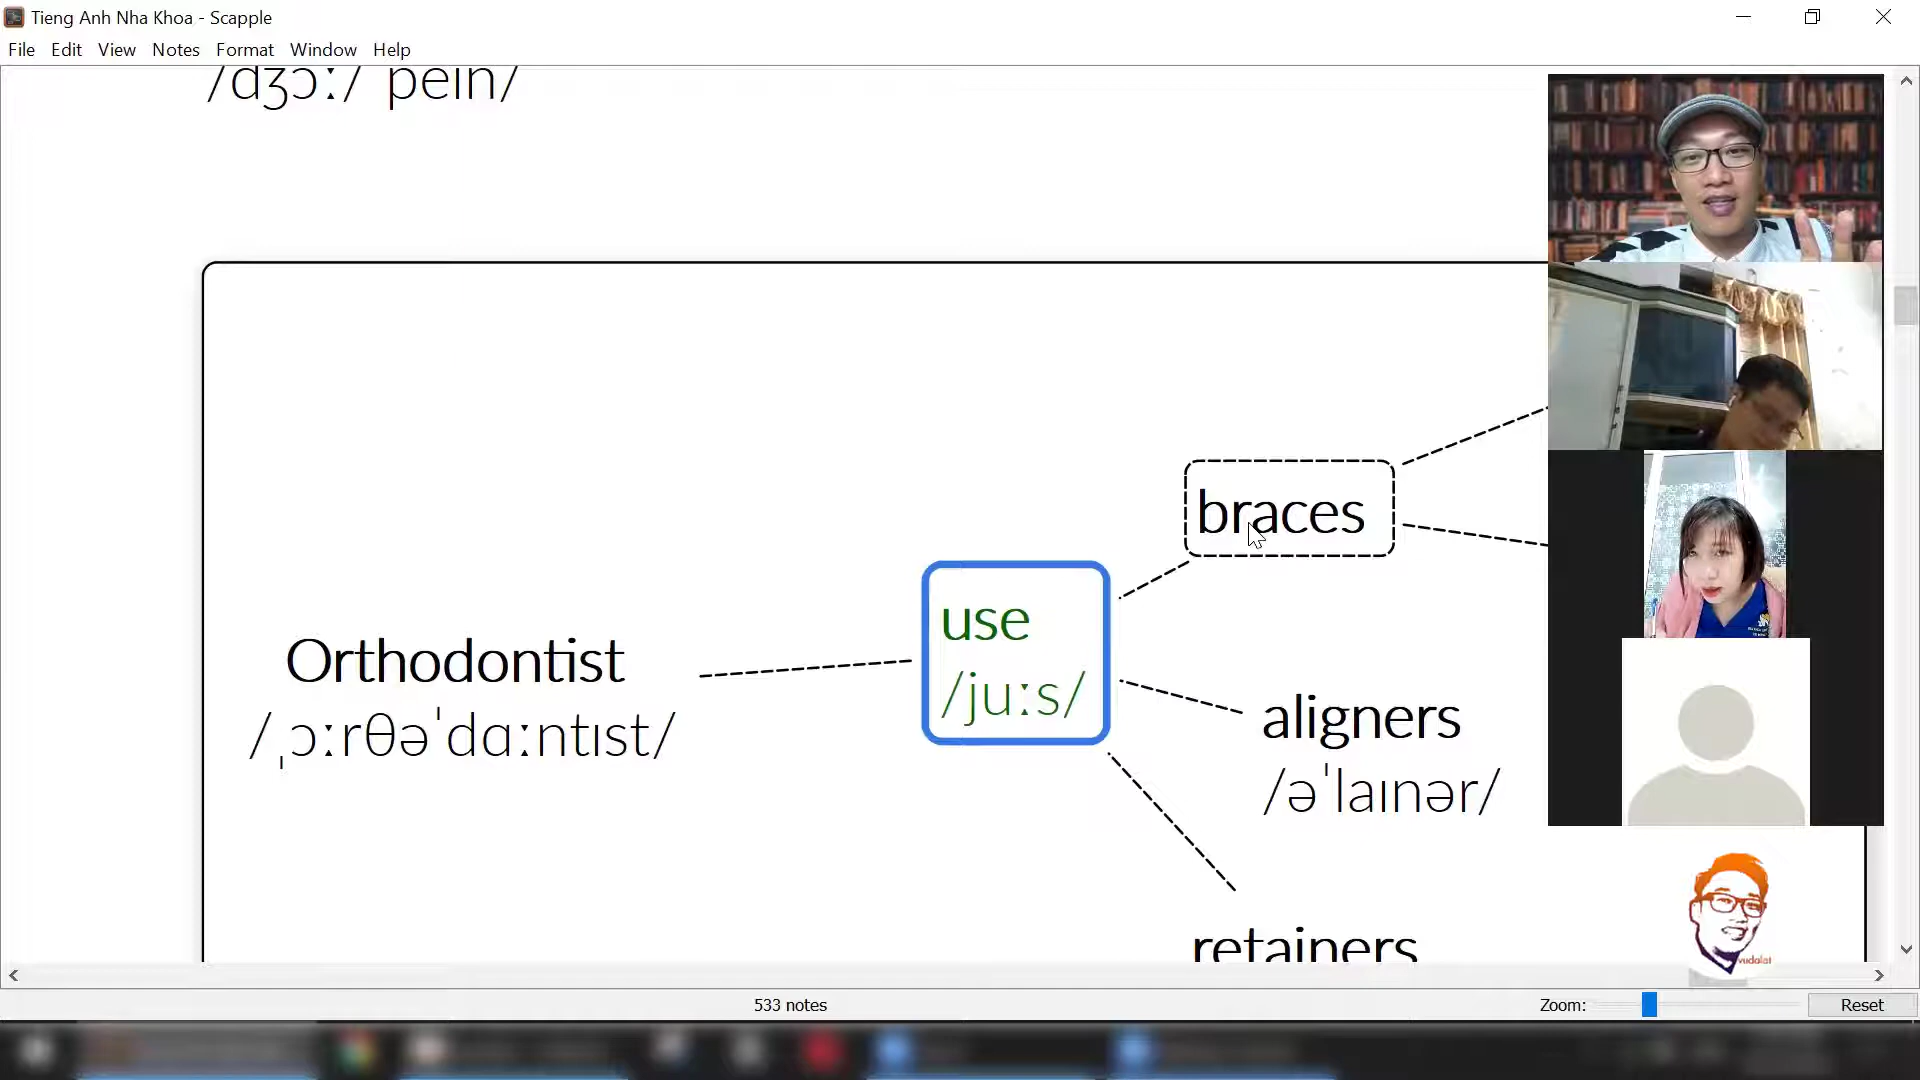 Tieng Anh Nha Khoa - Scapple
File Edit View Notes Format Window Help
/dʒɔː/ peɪn/
braces
use
/juːs/
Orthodontist
/ˌɔːrθəˈdɑːntɪst/
aligners
/əˈlaɪnər/
retainers
vudalat
533 notes
Zoom:
Reset